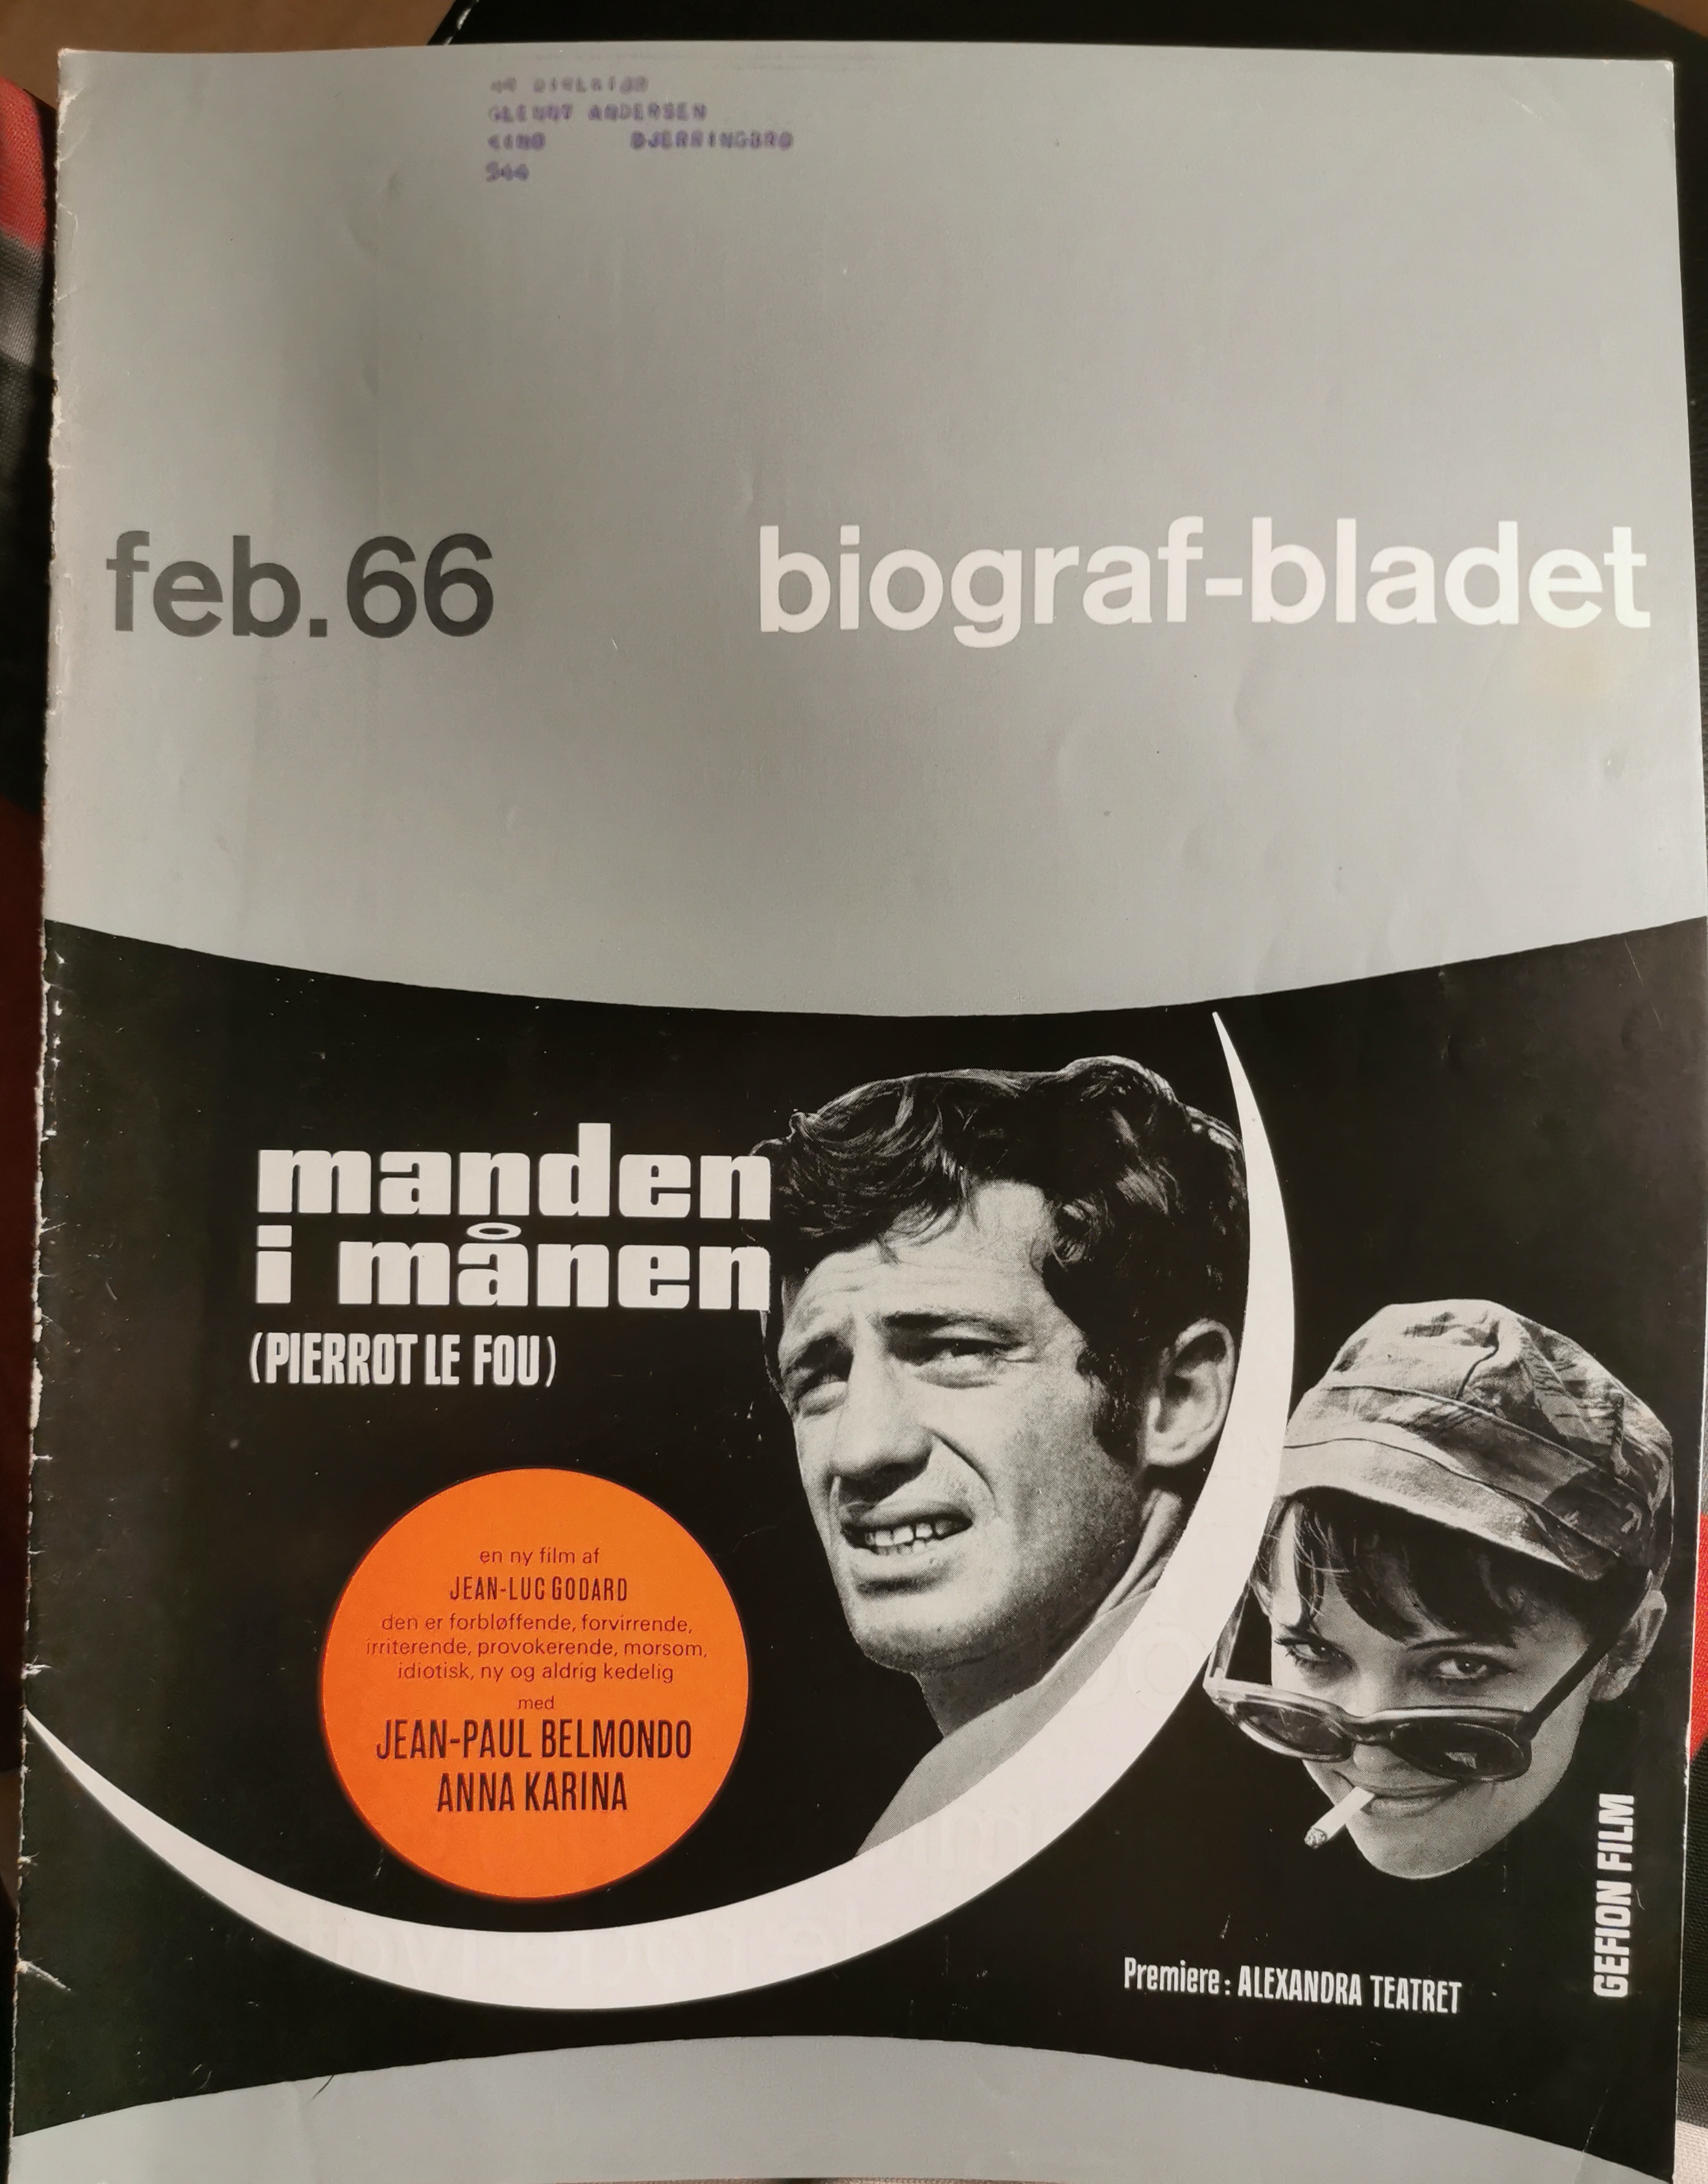 ANDERSEN
BJERRINGBRO
feb.66
biograf-bladet
manden
i månen
(PIERROT LE FOU)
en ny film af
JEAN-LUC GODARD
den er forbløffende, forvirrende,
irriterende, provokerende, morsom,
idiotisk, ny og aldrig kedelig
med
JEAN-PAUL BELMONDO
ANNA KARINA
GEFION FILM
Premiere: ALEXANDRA TEATRET